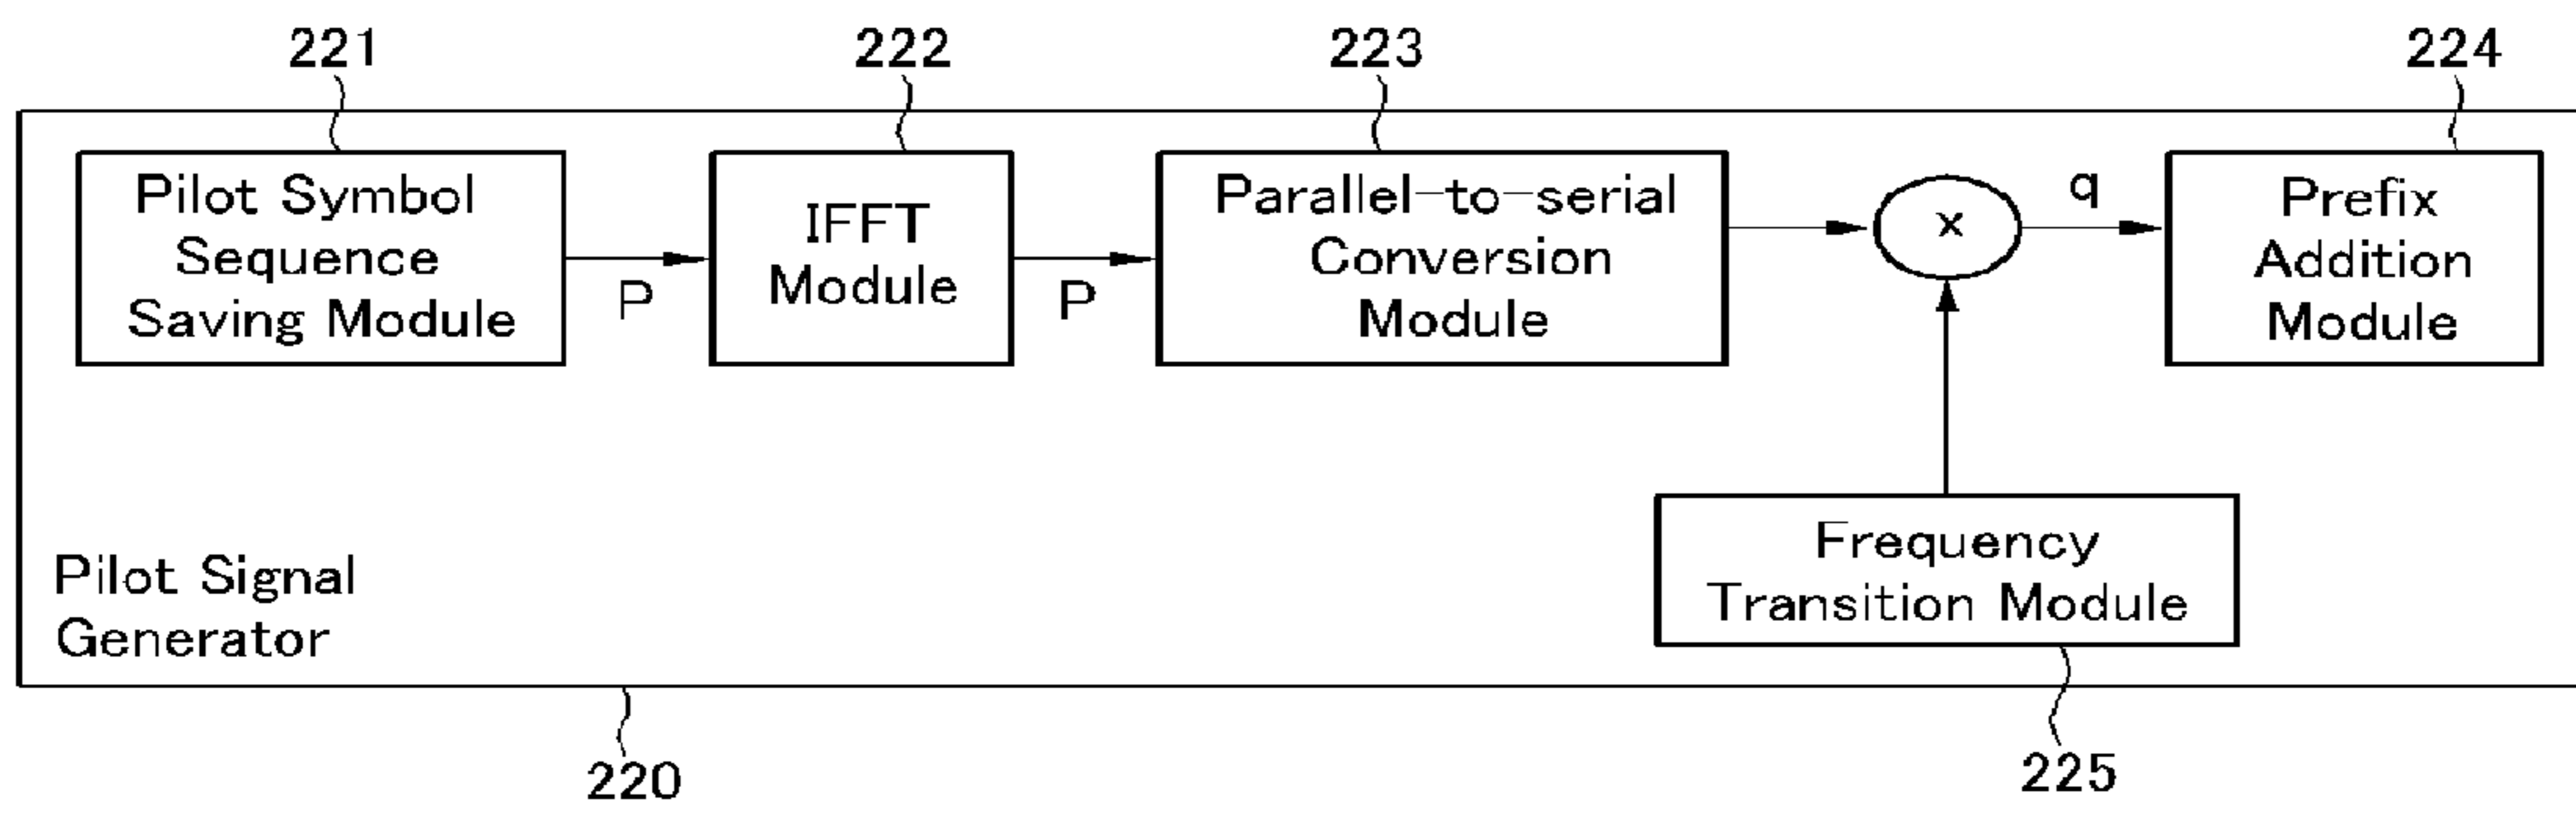 221
222
223
224
Pilot Symbol
Sequence
Saving Module
P
IFFT
Module
P
Parallel-to-serial
Conversion
Module
x
q
Prefix
Addition
Module
Frequency
Transition Module
Pilot Signal
Generator
220
225